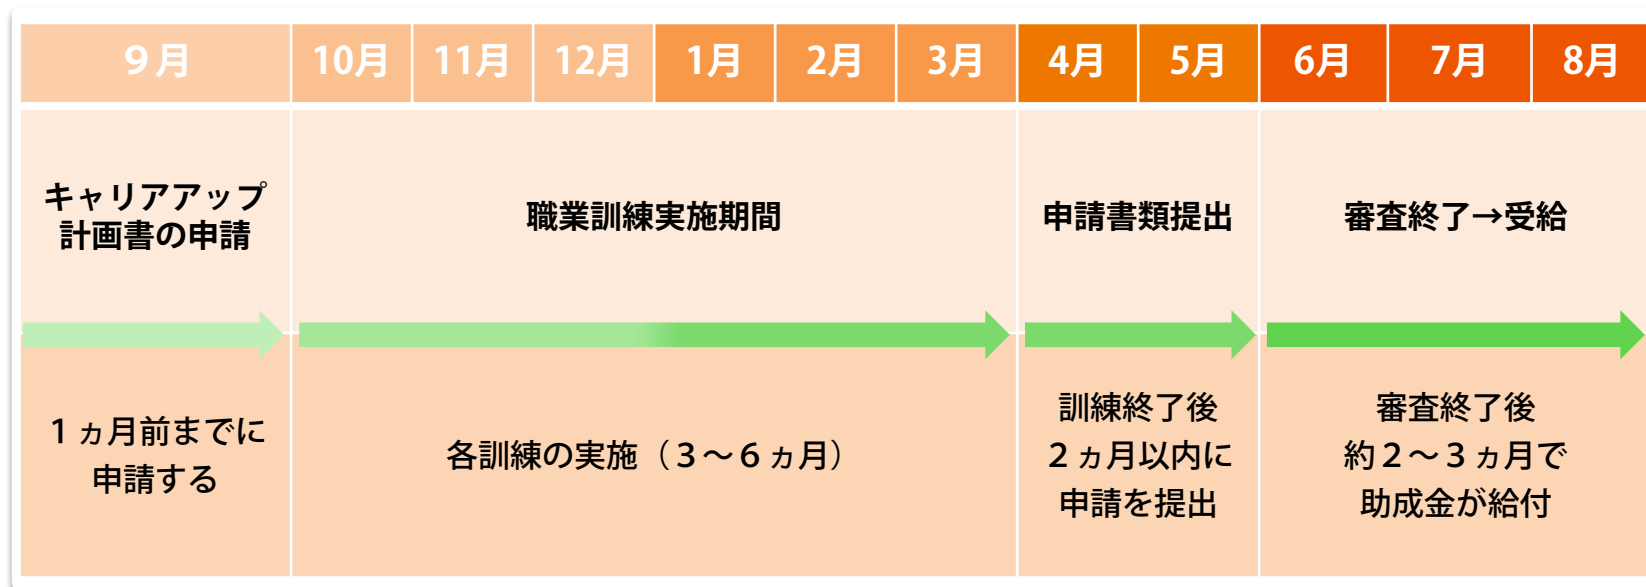 ９月 10月 11月 12月 1月 2月 3月 4月 5月 6月 7月 8月
キャリアアップ
計画書の申請
職業訓練実施期間
申請書類提出
審査終了→受給
１ヵ月前までに
申請する
各訓練の実施（３～６ヵ月）
訓練終了後
２ヵ月以内に
申請を提出
審査終了後
約２～３ヵ月で
助成金が給付